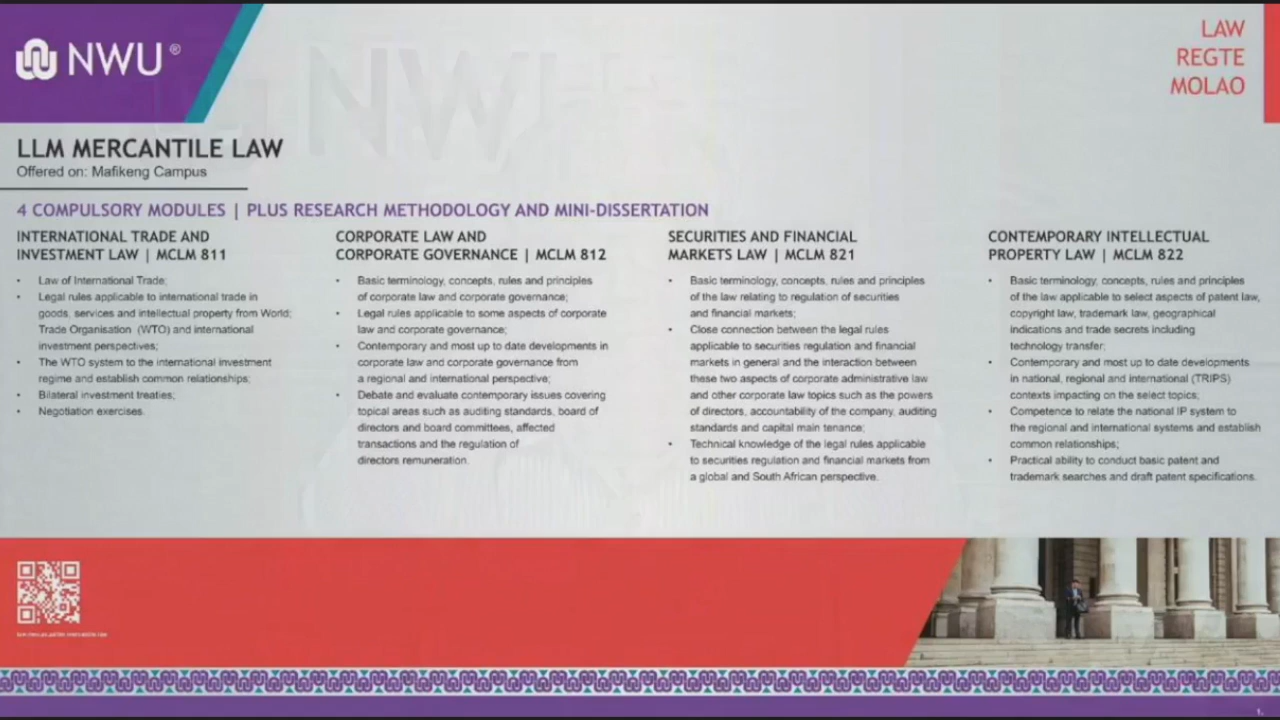 NWU®
LAW
REGTE
MOLAO
LLM MERCANTILE LAW
Offered on: Mafikeng Campus
4 COMPULSORY MODULES | PLUS RESEARCH METHODOLOGY AND MINI-DISSERTATION
INTERNATIONAL TRADE AND
INVESTMENT LAW | MCLM 811
• Law of International Trade;
• Legal rules applicable to international trade in
goods, services and intellectual property from World;
Trade Organisation (WTO) and international
investment perspectives;
• The WTO system to the international investment
regime and establish common relationships;
• Bilateral investment treaties;
• Negotiation exercises.
CORPORATE LAW AND
CORPORATE GOVERNANCE | MCLM 812
• Basic terminology, concepts, rules and principles
of corporate law and corporate governance;
• Legal rules applicable to some aspects of corporate
law and corporate governance;
• Contemporary and most up to date developments in
corporate law and corporate governance from
a regional and international perspective;
• Debate and evaluate contemporary issues covering
topical areas such as auditing standards, board of
directors and board committees, affected
transactions and the regulation of
directors remuneration.
SECURITIES AND FINANCIAL
MARKETS LAW | MCLM 821
• Basic terminology, concepts, rules and principles
of the law relating to regulation of securities
and financial markets;
• Close connection between the legal rules
applicable to securities regulation and financial
markets in general and the interaction between
these two aspects of corporate administrative law
and other corporate law topics such as the powers
of directors, accountability of the company, auditing
standards and capital main tenance;
• Technical knowledge of the legal rules applicable
to securities regulation and financial markets from
a global and South African perspective.
CONTEMPORARY INTELLECTUAL
PROPERTY LAW | MCLM 822
• Basic terminology, concepts, rules and principles
of the law applicable to select aspects of patent law,
copyright law, trademark law, geographical
indications and trade secrets including
technology transfer;
• Contemporary and most up to date developments
in national, regional and international (TRIPS)
contexts impacting on the select topics;
• Competence to relate the national IP system to
the regional and international systems and establish
common relationships;
• Practical ability to conduct basic patent and
trademark searches and draft patent specifications.
1.